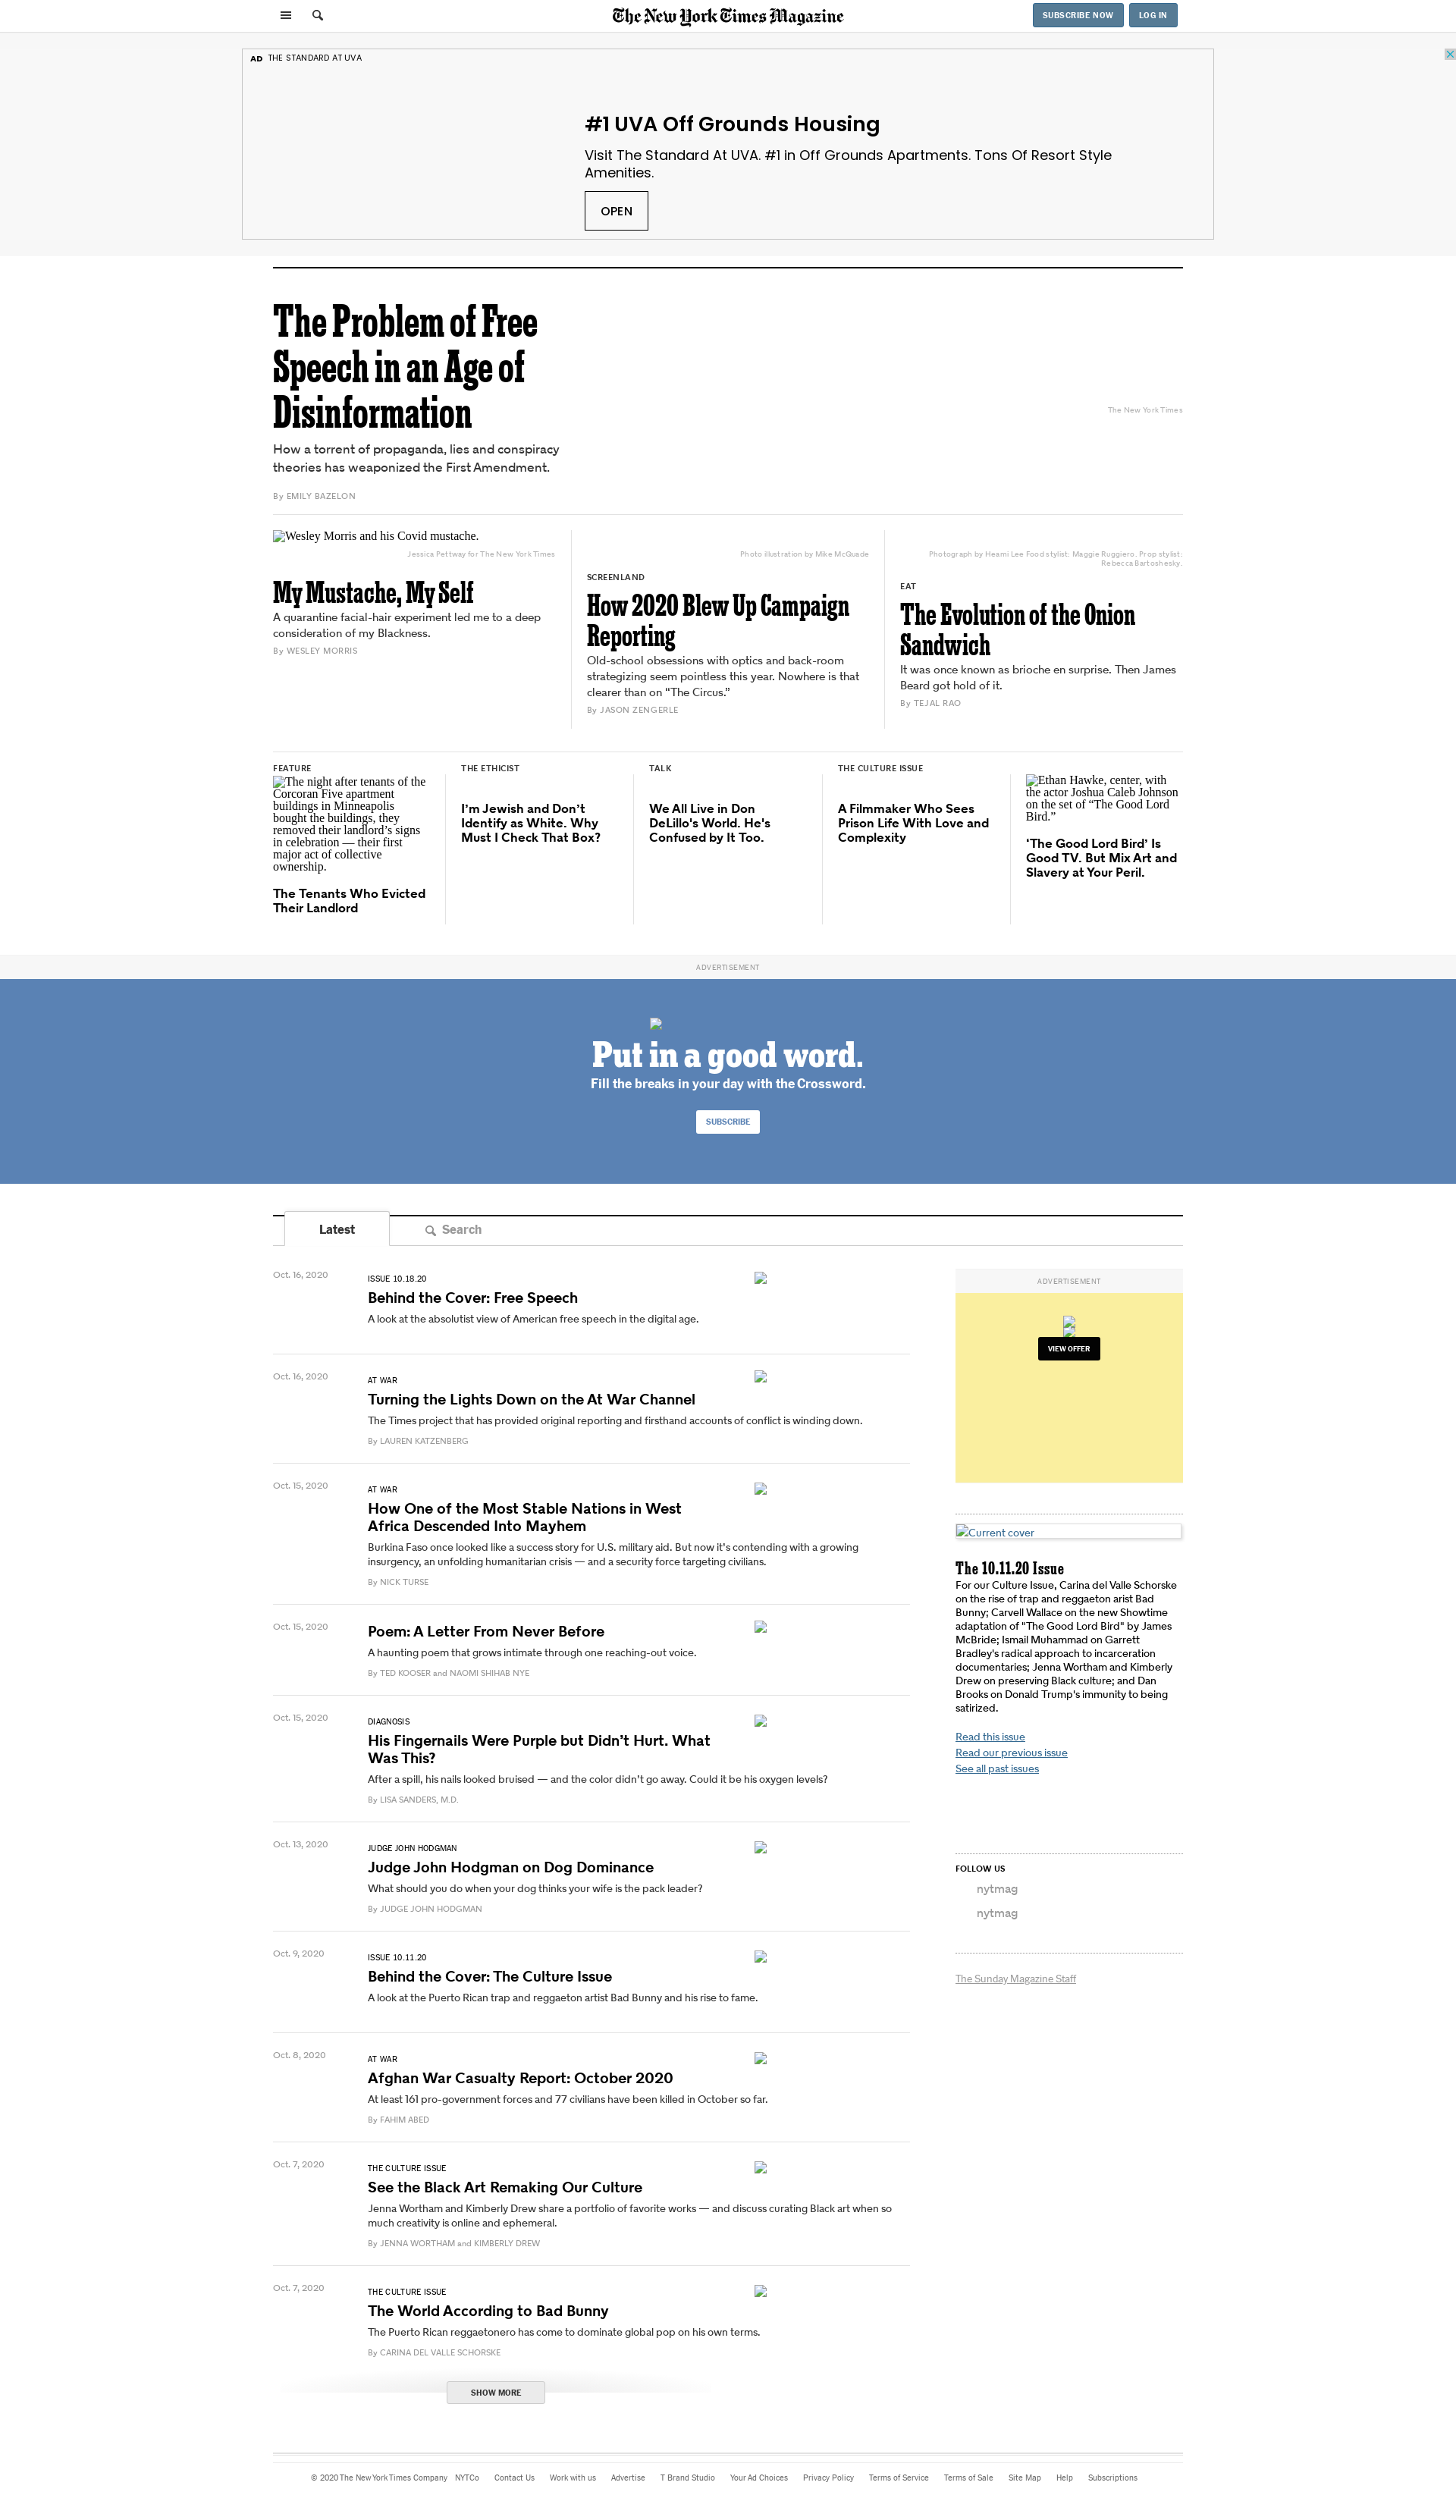 The New York Times Magazine
SUBSCRIBE NOW
LOG IN
AD THE STANDARD AT UVA
#1 UVA Off Grounds Housing
Visit The Standard At UVA. #1 in Off Grounds Apartments. Tons Of Resort Style
Amenities.
OPEN
The Problem of Free
Speech in an Age of
Disinformation
How a torrent of propaganda, lies and conspiracy
theories has weaponized the First Amendment.
By EMILY BAZELON
The New York Times
Wesley Morris and his Covid mustache.
Jessica Pettway for The New York Times
My Mustache, My Self
A quarantine facial-hair experiment led me to a deep
consideration of my Blackness.
By WESLEY MORRIS
Photo illustration by Mike McQuade
SCREENLAND
How 2020 Blew Up Campaign
Reporting
Old-school obsessions with optics and back-room
strategizing seem pointless this year. Nowhere is that
clearer than on “The Circus.”
By JASON ZENGERLE
Photograph by Heami Lee Food stylist: Maggie Ruggiero. Prop stylist:
Rebecca Bartoshesky.
EAT
The Evolution of the Onion
Sandwich
It was once known as brioche en surprise. Then James
Beard got hold of it.
By TEJAL RAO
FEATURE
The night after tenants of the
Corcoran Five apartment
buildings in Minneapolis
bought the buildings, they
removed their landlord’s signs
in celebration — their first
major act of collective
ownership.
The Tenants Who Evicted
Their Landlord
THE ETHICIST
I’m Jewish and Don’t
Identify as White. Why
Must I Check That Box?
TALK
We All Live in Don
DeLillo's World. He's
Confused by It Too.
THE CULTURE ISSUE
A Filmmaker Who Sees
Prison Life With Love and
Complexity
Ethan Hawke, center, with
the actor Joshua Caleb Johnson
on the set of “The Good Lord
Bird.”
‘The Good Lord Bird’ Is
Good TV. But Mix Art and
Slavery at Your Peril.
ADVERTISEMENT
Put in a good word.
Fill the breaks in your day with the Crossword.
SUBSCRIBE
Latest
Search
Oct. 16, 2020
ISSUE 10.18.20
Behind the Cover: Free Speech
A look at the absolutist view of American free speech in the digital age.
Oct. 16, 2020
AT WAR
Turning the Lights Down on the At War Channel
The Times project that has provided original reporting and firsthand accounts of conflict is winding down.
By LAUREN KATZENBERG
Oct. 15, 2020
AT WAR
How One of the Most Stable Nations in West
Africa Descended Into Mayhem
Burkina Faso once looked like a success story for U.S. military aid. But now it’s contending with a growing
insurgency, an unfolding humanitarian crisis — and a security force targeting civilians.
By NICK TURSE
Oct. 15, 2020
Poem: A Letter From Never Before
A haunting poem that grows intimate through one reaching-out voice.
By TED KOOSER and NAOMI SHIHAB NYE
Oct. 15, 2020
DIAGNOSIS
His Fingernails Were Purple but Didn’t Hurt. What
Was This?
After a spill, his nails looked bruised — and the color didn’t go away. Could it be his oxygen levels?
By LISA SANDERS, M.D.
Oct. 13, 2020
JUDGE JOHN HODGMAN
Judge John Hodgman on Dog Dominance
What should you do when your dog thinks your wife is the pack leader?
By JUDGE JOHN HODGMAN
Oct. 9, 2020
ISSUE 10.11.20
Behind the Cover: The Culture Issue
A look at the Puerto Rican trap and reggaeton artist Bad Bunny and his rise to fame.
Oct. 8, 2020
AT WAR
Afghan War Casualty Report: October 2020
At least 161 pro-government forces and 77 civilians have been killed in October so far.
By FAHIM ABED
Oct. 7, 2020
THE CULTURE ISSUE
See the Black Art Remaking Our Culture
Jenna Wortham and Kimberly Drew share a portfolio of favorite works — and discuss curating Black art when so
much creativity is online and ephemeral.
By JENNA WORTHAM and KIMBERLY DREW
Oct. 7, 2020
THE CULTURE ISSUE
The World According to Bad Bunny
The Puerto Rican reggaetonero has come to dominate global pop on his own terms.
By CARINA DEL VALLE SCHORSKE
SHOW MORE
ADVERTISEMENT
VIEW OFFER
Current cover
The 10.11.20 Issue
For our Culture Issue, Carina del Valle Schorske
on the rise of trap and reggaeton arist Bad
Bunny; Carvell Wallace on the new Showtime
adaptation of "The Good Lord Bird" by James
McBride; Ismail Muhammad on Garrett
Bradley's radical approach to incarceration
documentaries; Jenna Wortham and Kimberly
Drew on preserving Black culture; and Dan
Brooks on Donald Trump's immunity to being
satirized.
Read this issue
Read our previous issue
See all past issues
FOLLOW US
nytmag
nytmag
The Sunday Magazine Staff
© 2020 The New York Times Company NYTCo Contact Us Work with us Advertise T Brand Studio Your Ad Choices Privacy Policy Terms of Service Terms of Sale Site Map Help Subscriptions